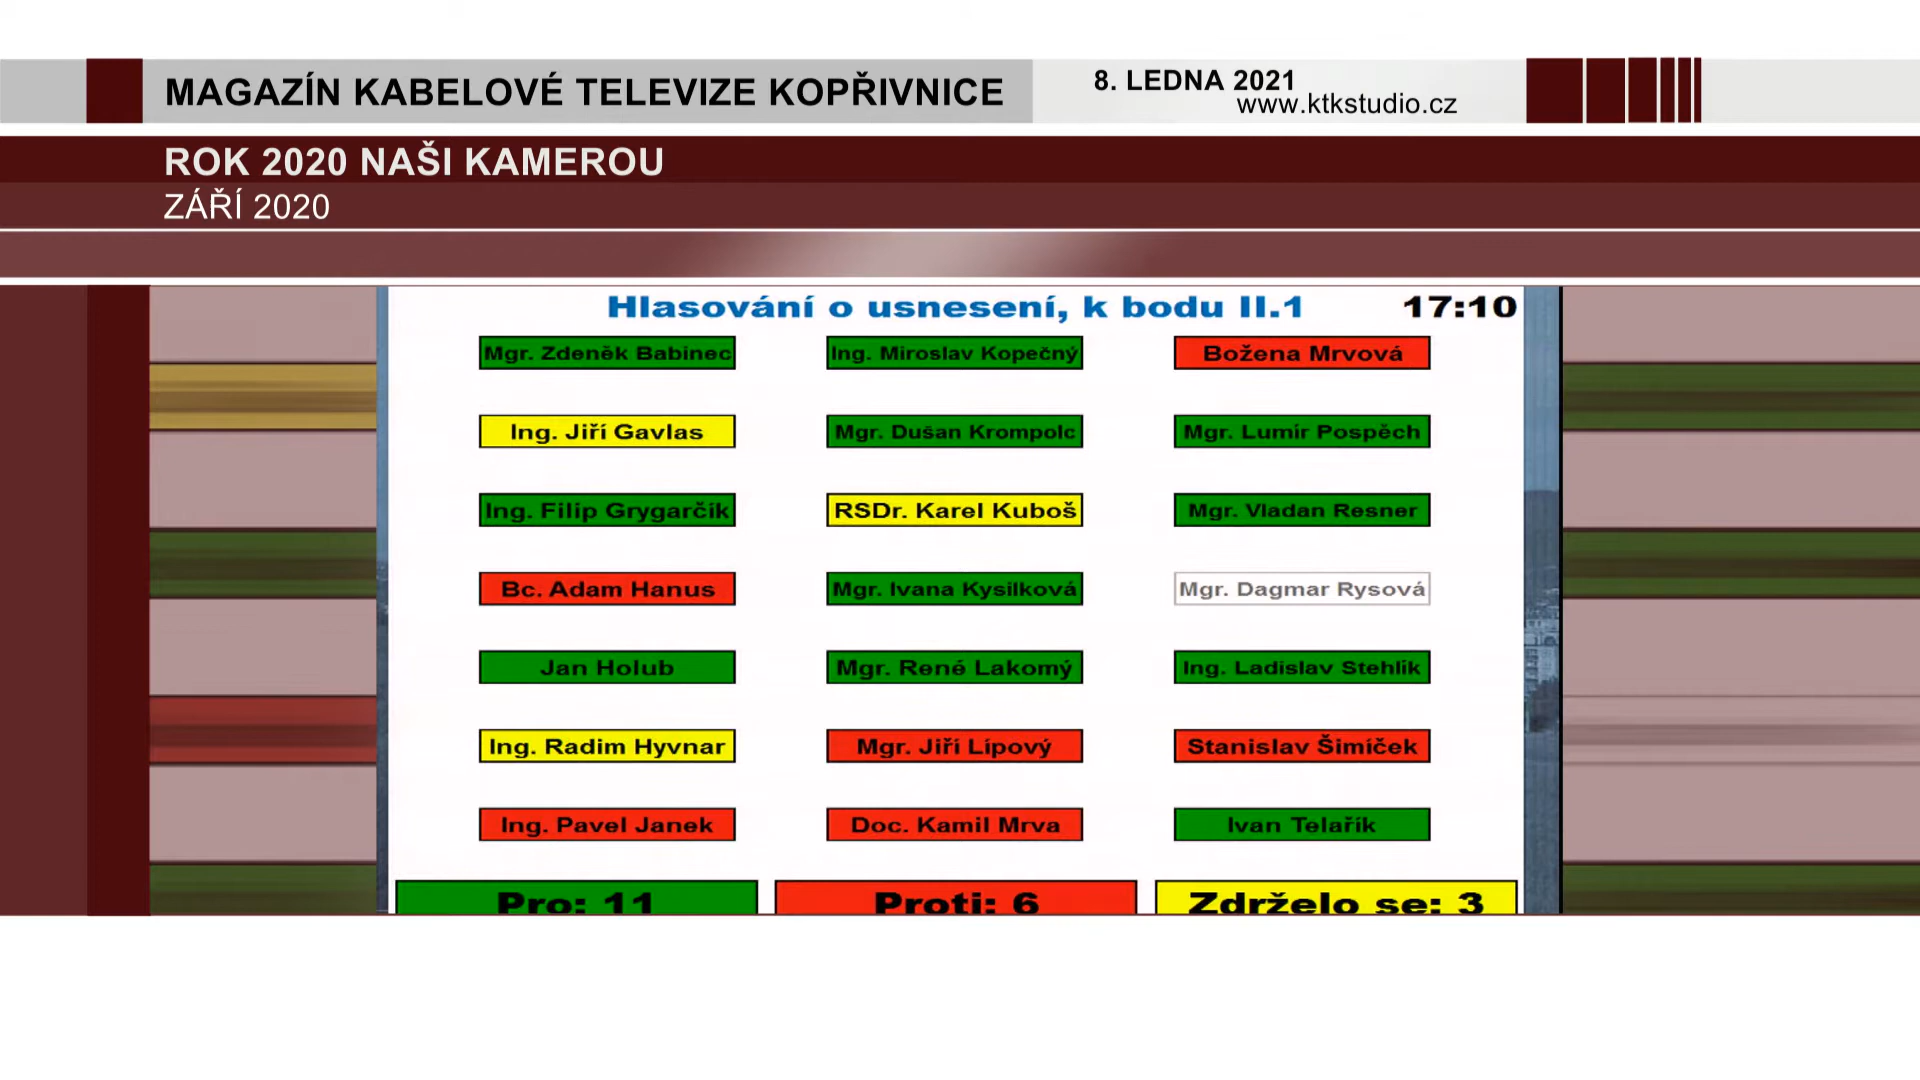 MAGAZÍN KABELOVÉ TELEVIZE KOPŘIVNICE
8. LEDNA 2021
www.ktkstudio.cz
ROK 2020 NAŠI KAMEROU
ZÁŘÍ 2020
Hlasování o usnesení, k bodu II.1 17:10
Mgr. Zdeněk Babinec Ing. Miroslav Kopečný Božena Mrvová
Ing. Jiří Gavlas Mgr. Dušan Krompolc Mgr. Lumír Pospěch
Ing. Filip Grygarčík RSDr. Karel Kuboš Mgr. Vladan Resner
Bc. Adam Hanus Mgr. Ivana Kysilková Mgr. Dagmar Rysová
Jan Holub Mgr. René Lakomý Ing. Ladislav Stehlík
Ing. Radim Hyvnar Mgr. Jiří Lípový Stanislav Šimíček
Ing. Pavel Janek Doc. Kamil Mrva Ivan Telařík
Pro: 11 Proti: 6 Zdrželo se: 3